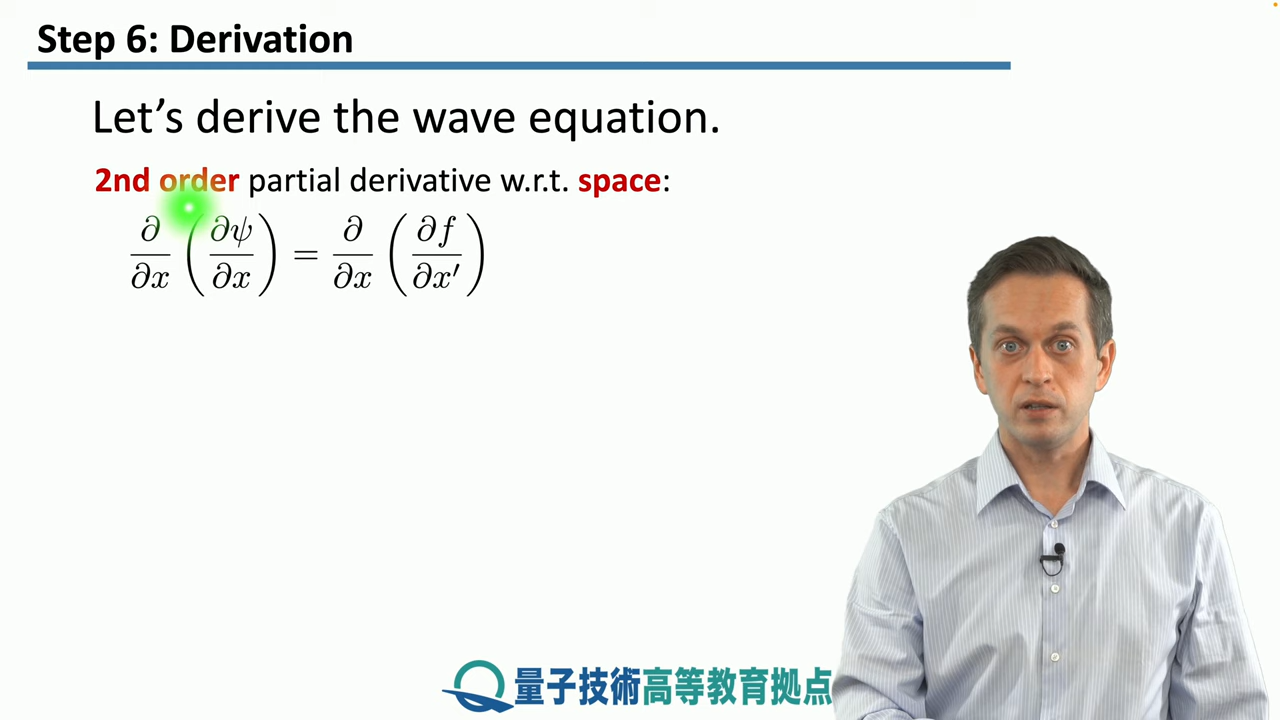 Step 6: Derivation
Let's derive the wave equation.
2nd order partial derivative w.r.t. space:
∂/∂x (∂ψ/∂x) = ∂/∂x (∂f/∂x′)
量子技術高等教育拠点